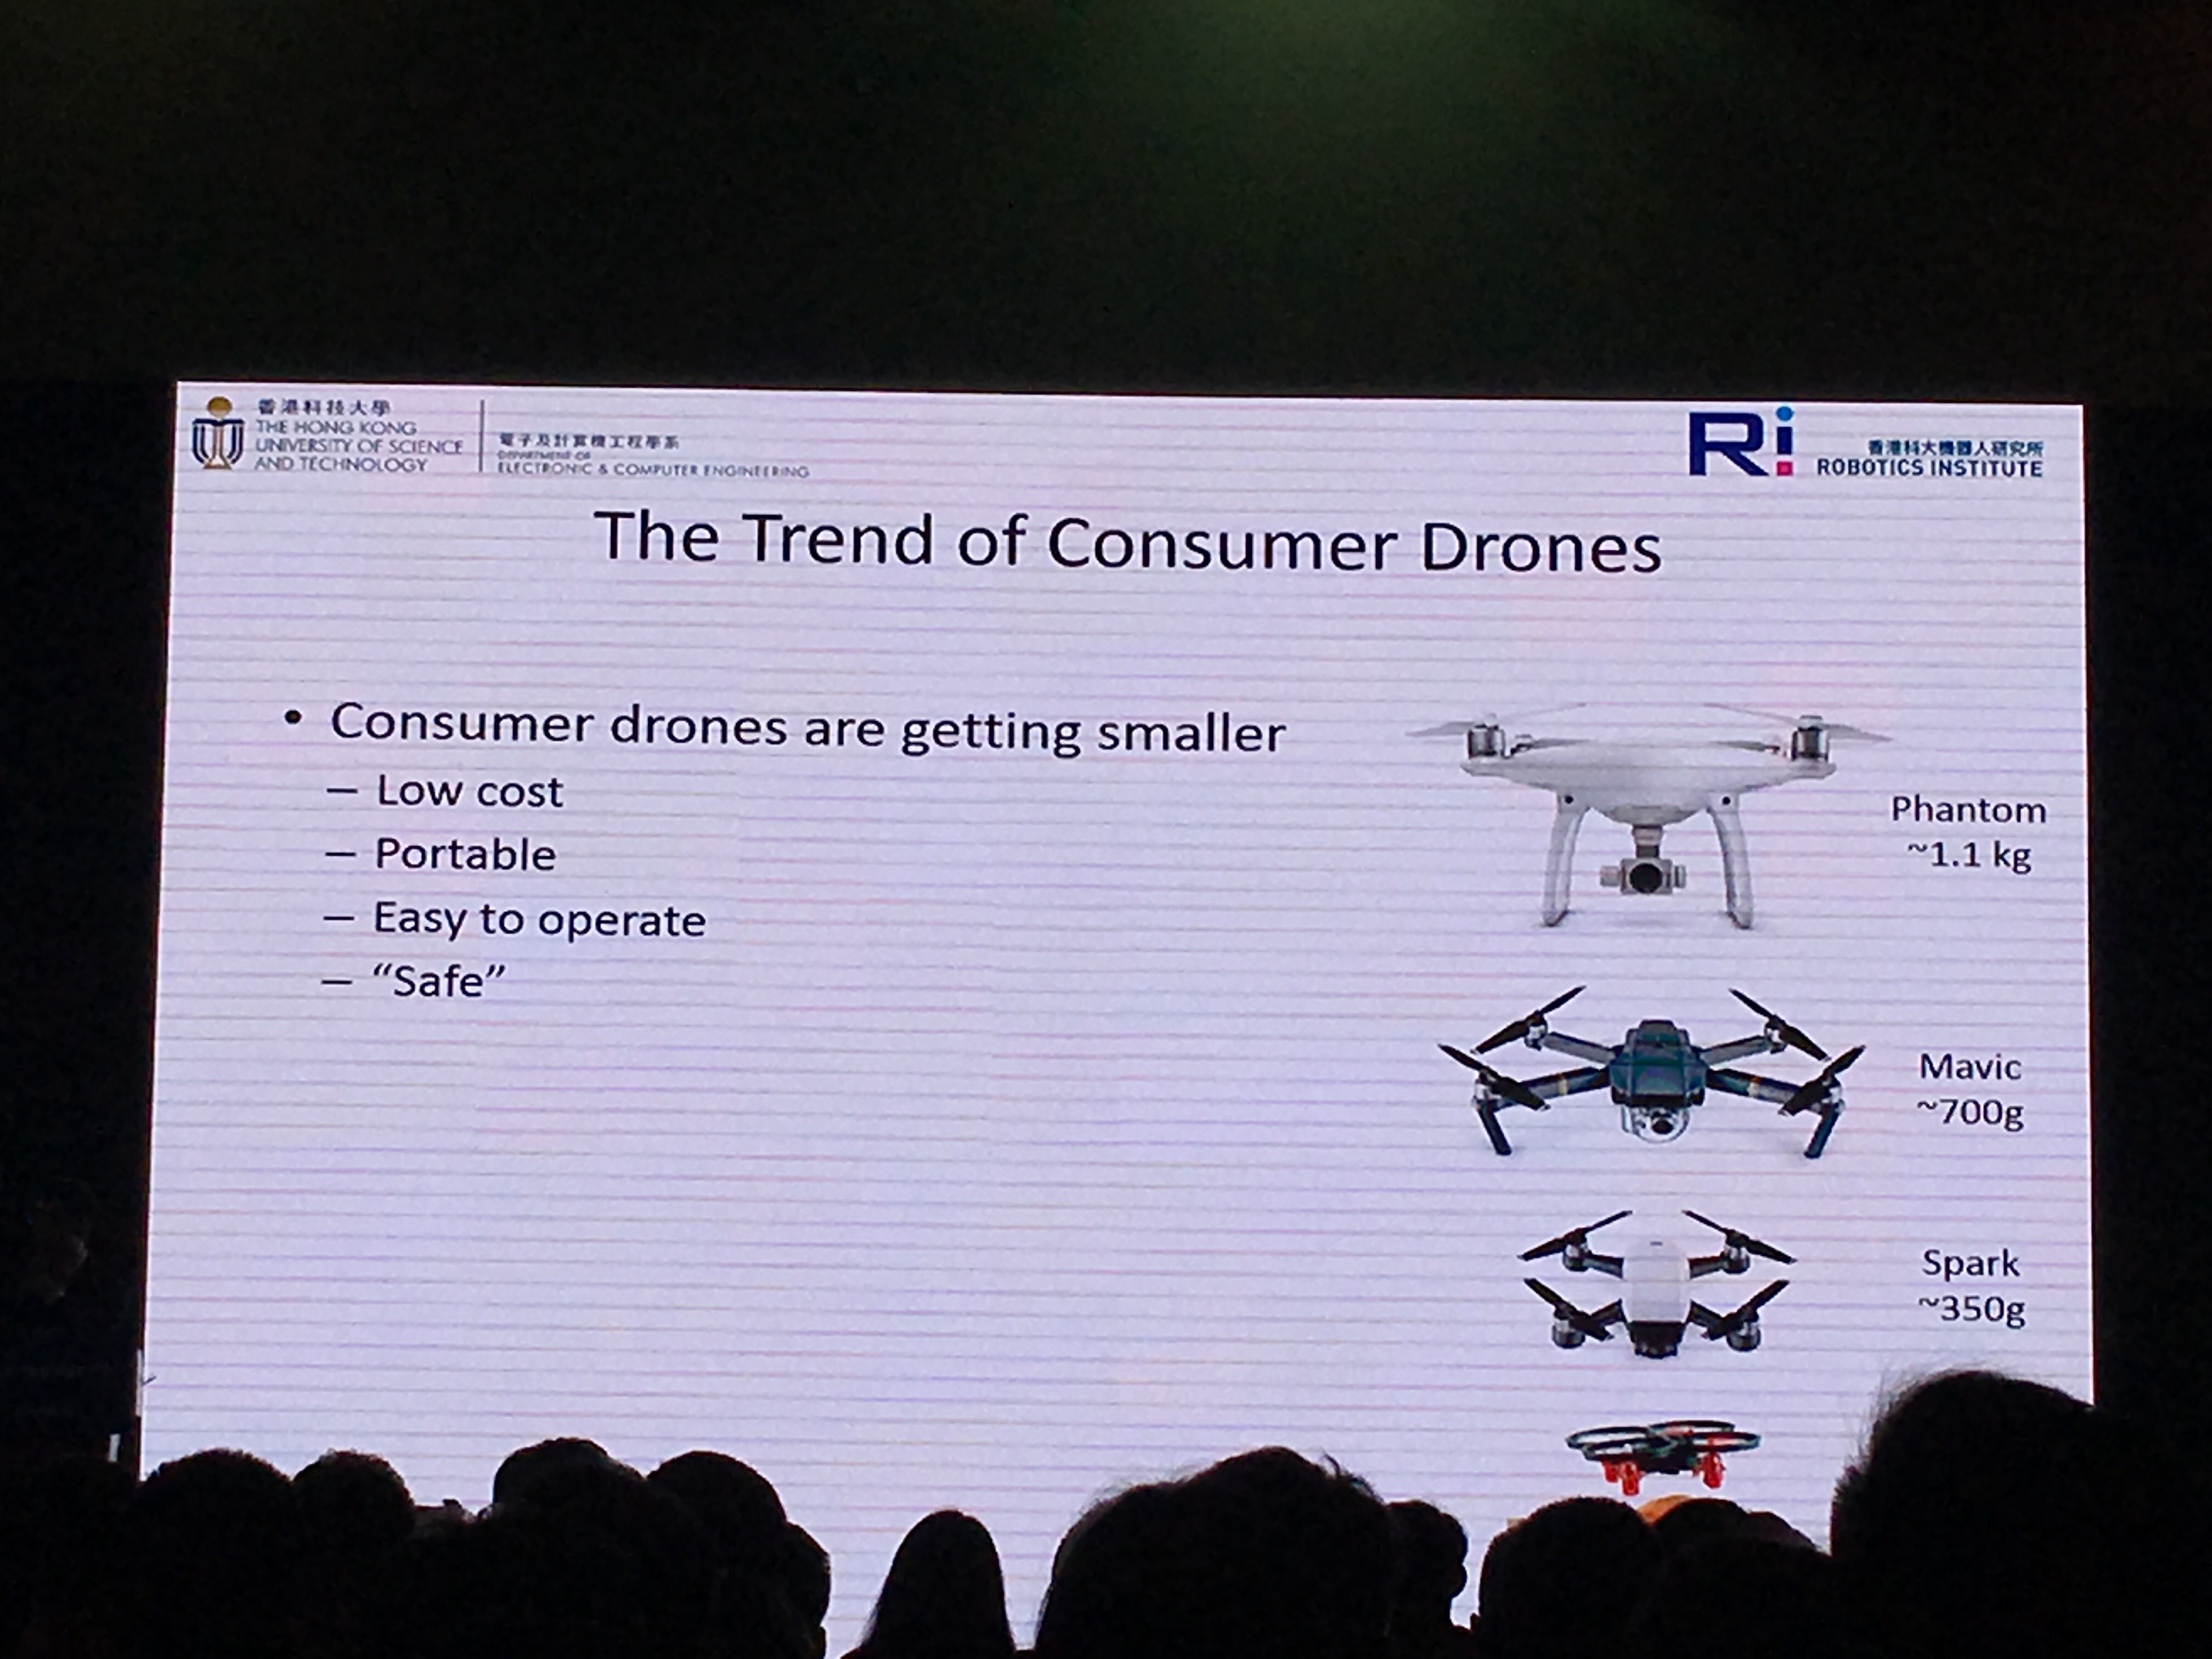 香港科技大學
THE HONG KONG
UNIVERSITY OF SCIENCE
AND TECHNOLOGY
電子及計算機工程學系
DEPARTMENT OF
ELECTRONIC & COMPUTER ENGINEERING
Ri
香港科大機器人研究所
ROBOTICS INSTITUTE
The Trend of Consumer Drones
• Consumer drones are getting smaller
– Low cost
– Portable
– Easy to operate
– “Safe”
Phantom
~1.1 kg
Mavic
~700g
Spark
~350g